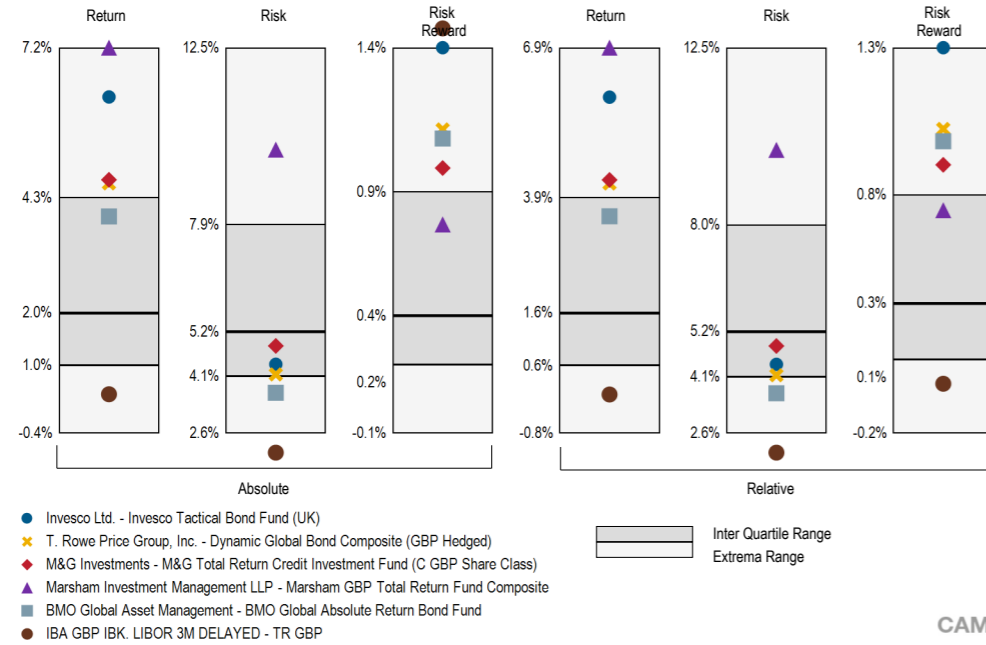 Return Risk Risk Reward Return Risk Risk Reward
7.2% 12.5% 1.4% 6.9% 12.5% 1.3%
4.3% 7.9% 0.9% 3.9% 8.0% 0.8%
2.0% 5.2% 0.4% 1.6% 5.2% 0.3%
1.0% 4.1% 0.2% 0.6% 4.1% 0.1%
-0.4% 2.6% -0.1% -0.8% 2.6% -0.2%
Absolute Relative
Invesco Ltd. - Invesco Tactical Bond Fund (UK)
T. Rowe Price Group, Inc. - Dynamic Global Bond Composite (GBP Hedged)
M&G Investments - M&G Total Return Credit Investment Fund (C GBP Share Class)
Marsham Investment Management LLP - Marsham GBP Total Return Fund Composite
BMO Global Asset Management - BMO Global Absolute Return Bond Fund
IBA GBP IBK. LIBOR 3M DELAYED - TR GBP
Inter Quartile Range
Extrema Range
CAM